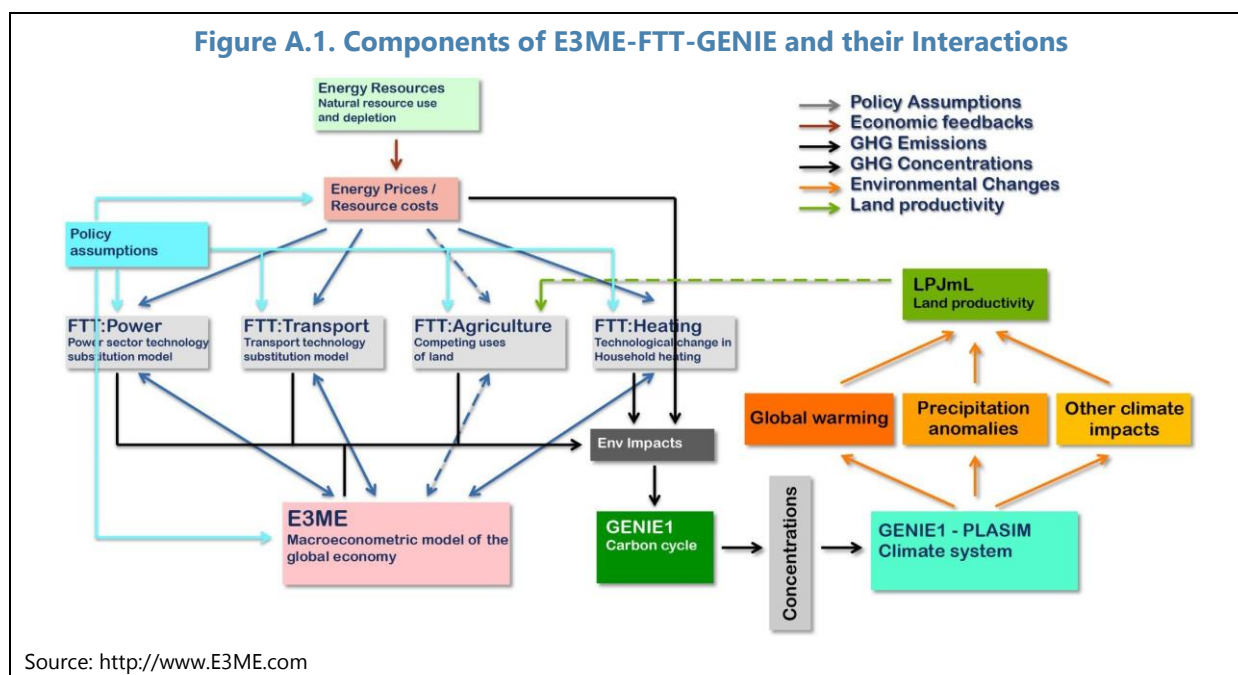 Figure A.1. Components of E3ME-FTT-GENIE and their Interactions
Energy Resources
Natural resource use
and depletion
Policy Assumptions
Economic feedbacks
GHG Emissions
GHG Concentrations
Environmental Changes
Land productivity
Energy Prices /
Resource costs
Policy
assumptions
LPJmL
Land productivity
FTT:Power
Power sector technology
substitution model
FTT:Transport
Transport technology
substitution model
FTT:Agriculture
Competing uses
of land
FTT:Heating
Technological change in
Household heating
Global warming
Precipitation
anomalies
Other climate
impacts
Env Impacts
E3ME
Macroeconometric model of the
global economy
GENIE1
Carbon cycle
Concentrations
GENIE1 - PLASIM
Climate system
Source: http://www.E3ME.com